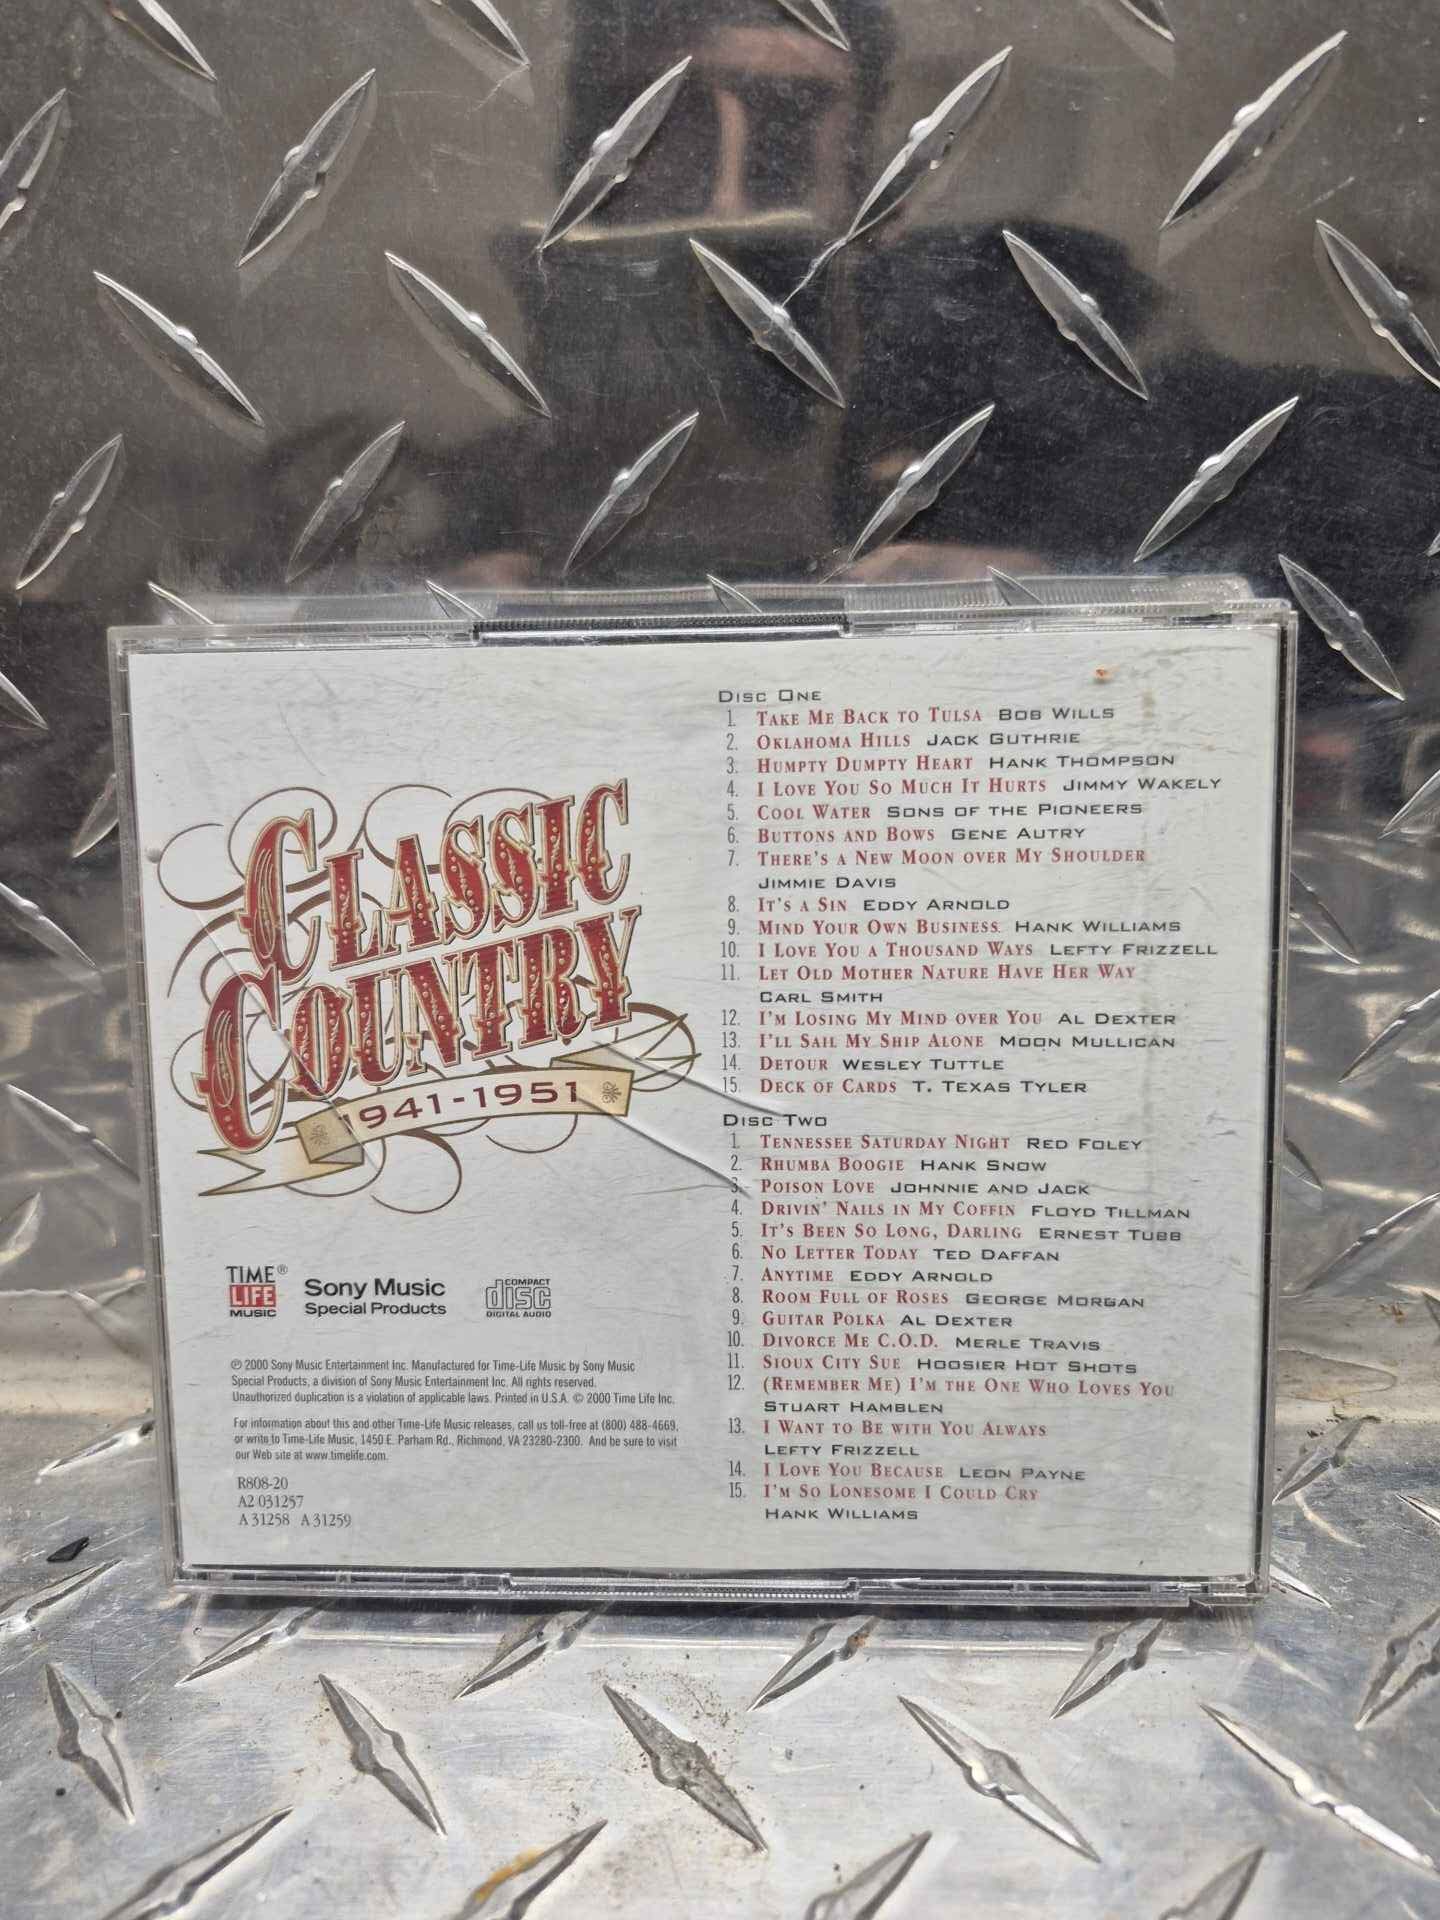 CLASSIC
COUNTRY
1941-1951
TIME ®
LIFE
MUSIC
Sony Music
Special Products
COMPACT
disc
DIGITAL AUDIO
℗ 2000 Sony Music Entertainment Inc. Manufactured for Time-Life Music by Sony Music
Special Products, a division of Sony Music Entertainment Inc. All rights reserved.
Unauthorized duplication is a violation of applicable laws. Printed in U.S.A. © 2000 Time Life Inc.
For information about this and other Time-Life Music releases, call us toll-free at (800) 488-4669,
or write to Time-Life Music, 1450 E. Parham Rd., Richmond, VA 23280-2300. And be sure to visit
our Web site at www.timelife.com.
R808-20
A2 031257
A 31258 A 31259
DISC ONE
1. TAKE ME BACK TO TULSA BOB WILLS
2. OKLAHOMA HILLS JACK GUTHRIE
3. HUMPTY DUMPTY HEART HANK THOMPSON
4. I LOVE YOU SO MUCH IT HURTS JIMMY WAKELY
5. COOL WATER SONS OF THE PIONEERS
6. BUTTONS AND BOWS GENE AUTRY
7. THERE'S A NEW MOON OVER MY SHOULDER
JIMMIE DAVIS
8. IT'S A SIN EDDY ARNOLD
9. MIND YOUR OWN BUSINESS HANK WILLIAMS
10. I LOVE YOU A THOUSAND WAYS LEFTY FRIZZELL
11. LET OLD MOTHER NATURE HAVE HER WAY
CARL SMITH
12. I'M LOSING MY MIND OVER YOU AL DEXTER
13. I'LL SAIL MY SHIP ALONE MOON MULLICAN
14. DETOUR WESLEY TUTTLE
15. DECK OF CARDS T. TEXAS TYLER
DISC TWO
1. TENNESSEE SATURDAY NIGHT RED FOLEY
2. RHUMBA BOOGIE HANK SNOW
3. POISON LOVE JOHNNIE AND JACK
4. DRIVIN' NAILS IN MY COFFIN FLOYD TILLMAN
5. IT'S BEEN SO LONG, DARLING ERNEST TUBB
6. NO LETTER TODAY TED DAFFAN
7. ANYTIME EDDY ARNOLD
8. ROOM FULL OF ROSES GEORGE MORGAN
9. GUITAR POLKA AL DEXTER
10. DIVORCE ME C.O.D. MERLE TRAVIS
11. SIOUX CITY SUE HOOSIER HOT SHOTS
12. (REMEMBER ME) I'M THE ONE WHO LOVES YOU
STUART HAMBLEN
13. I WANT TO BE WITH YOU ALWAYS
LEFTY FRIZZELL
14. I LOVE YOU BECAUSE LEON PAYNE
15. I'M SO LONESOME I COULD CRY
HANK WILLIAMS